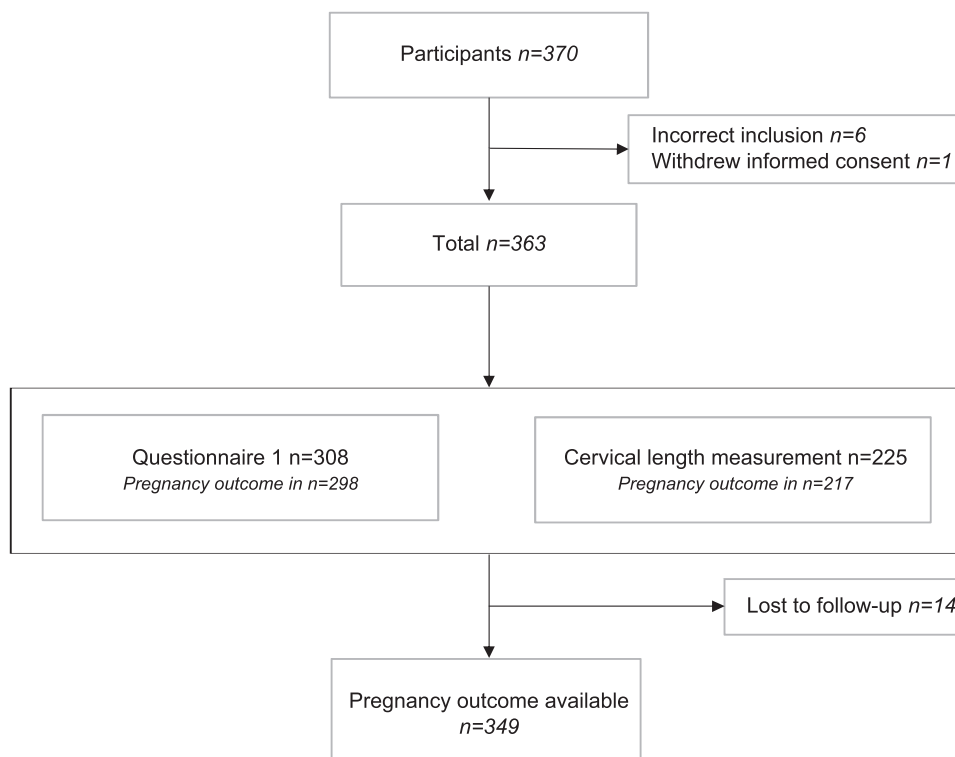 Participants n=370
Incorrect inclusion n=6
Withdrew informed consent n=1
Total n=363
Questionnaire 1 n=308
Pregnancy outcome in n=298
Cervical length measurement n=225
Pregnancy outcome in n=217
Lost to follow-up n=14
Pregnancy outcome available
n=349